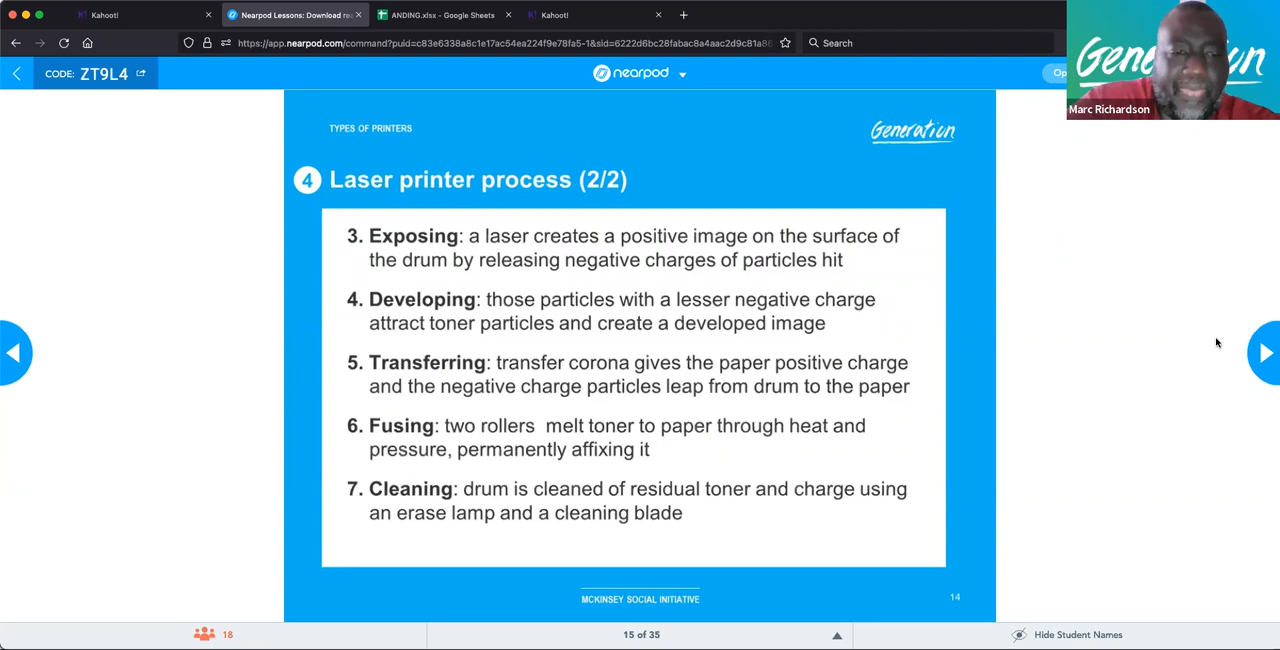 Kahoot!
Nearpod Lessons: Download re
ANDING.xlsx - Google Sheets
Kahoot!
https://app.nearpod.com/command?puid=c83e6338a8c1e17ac54ea224f9e78fa5-1&sid=6222d6bc28fabac8a4aac2d9c81a86
Search
CODE: ZT9L4
nearpod
Op
Generation
Marc Richardson
TYPES OF PRINTERS
Generation
4 Laser printer process (2/2)
3. Exposing: a laser creates a positive image on the surface of
the drum by releasing negative charges of particles hit
4. Developing: those particles with a lesser negative charge
attract toner particles and create a developed image
5. Transferring: transfer corona gives the paper positive charge
and the negative charge particles leap from drum to the paper
6. Fusing: two rollers  melt toner to paper through heat and
pressure, permanently affixing it
7. Cleaning: drum is cleaned of residual toner and charge using
an erase lamp and a cleaning blade
MCKINSEY SOCIAL INITIATIVE
14
18
15 of 35
Hide Student Names